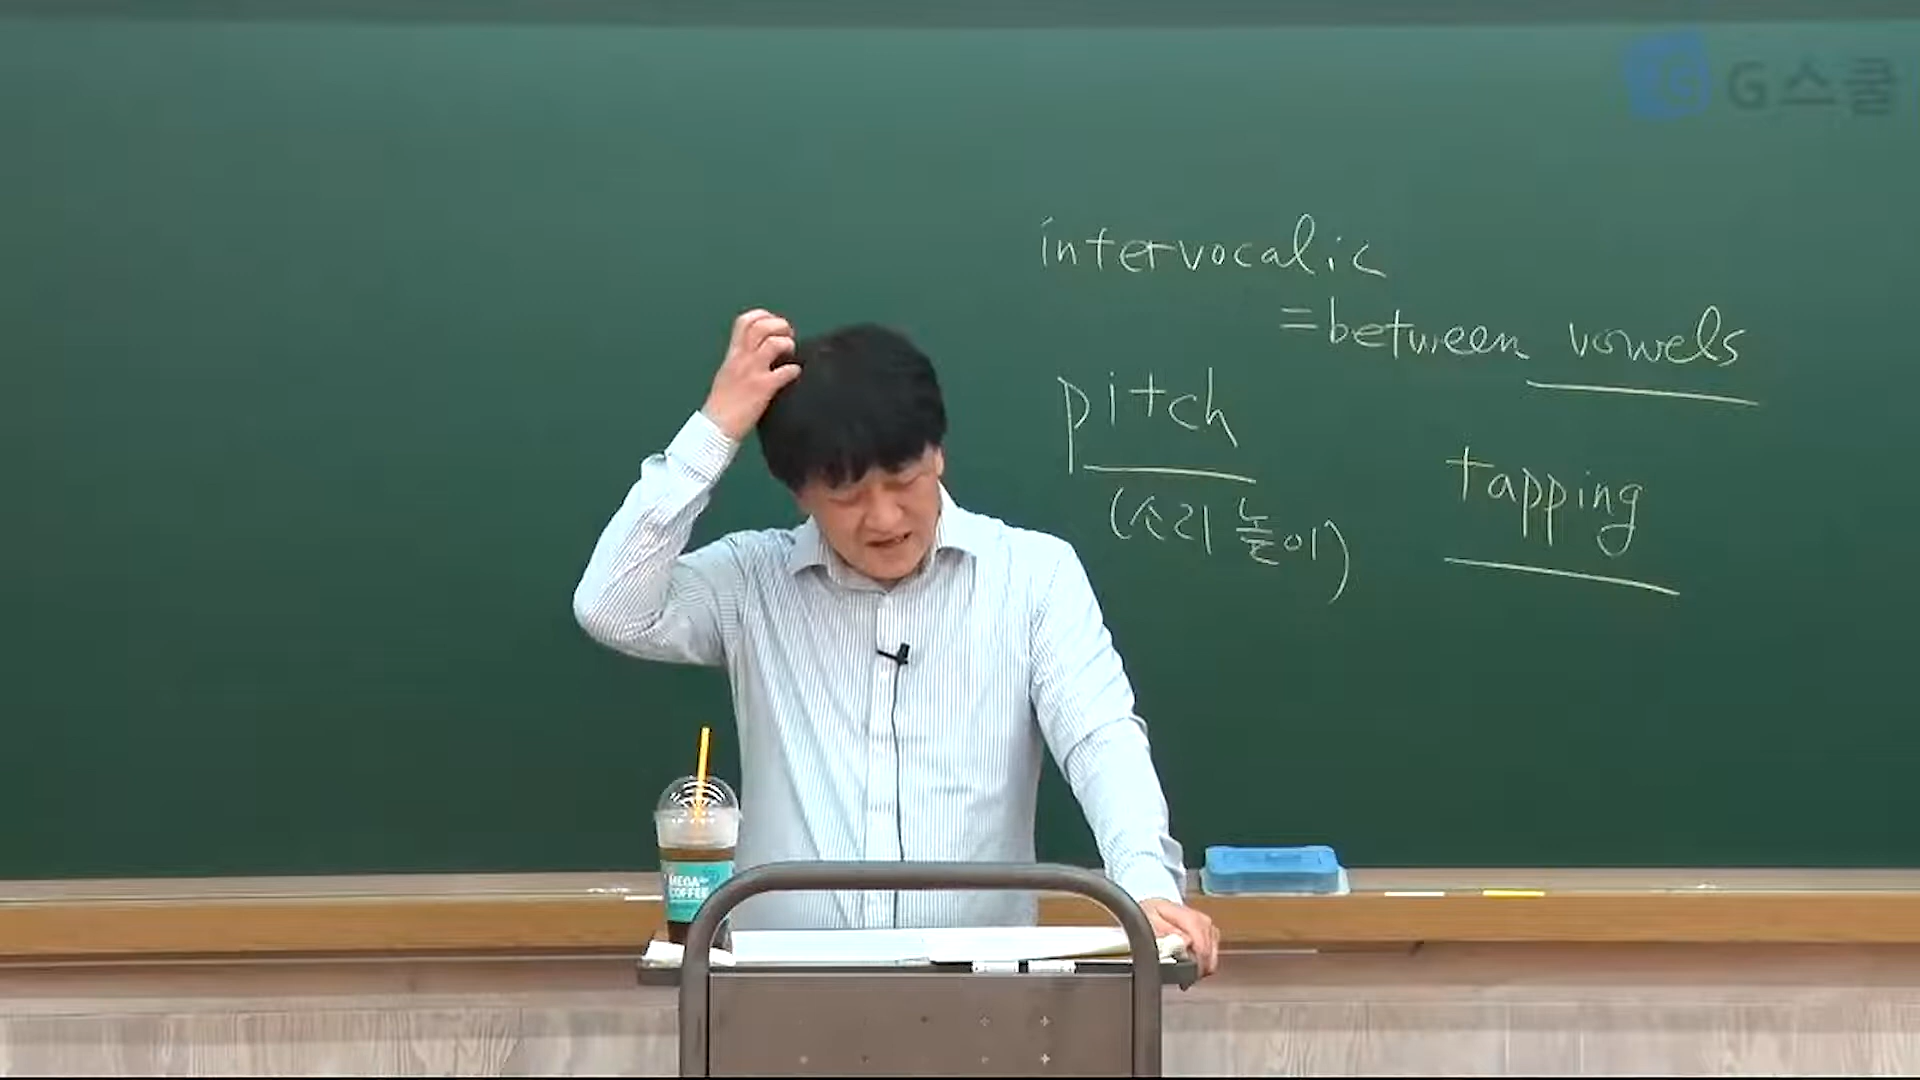 G스쿨
intervocalic
=between vowels
pitch
(소리 높이)
tapping
MEGA
COFFEE